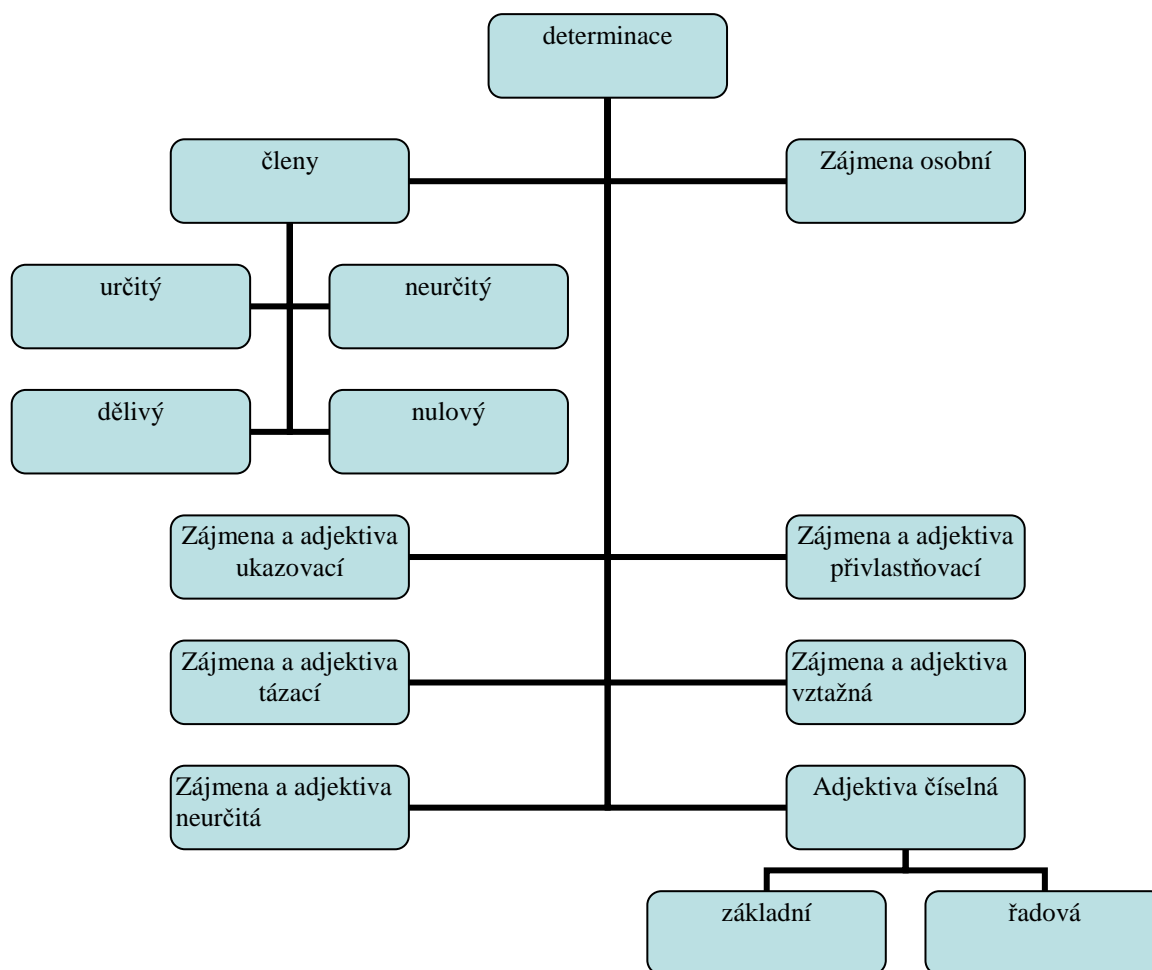 determinace
členy
Zájmena osobní
určitý
neurčitý
dělivý
nulový
Zájmena a adjektiva
ukazovací
Zájmena a adjektiva
přivlastňovací
Zájmena a adjektiva
tázací
Zájmena a adjektiva
vztažná
Zájmena a adjektiva
neurčitá
Adjektiva číselná
základní
řadová